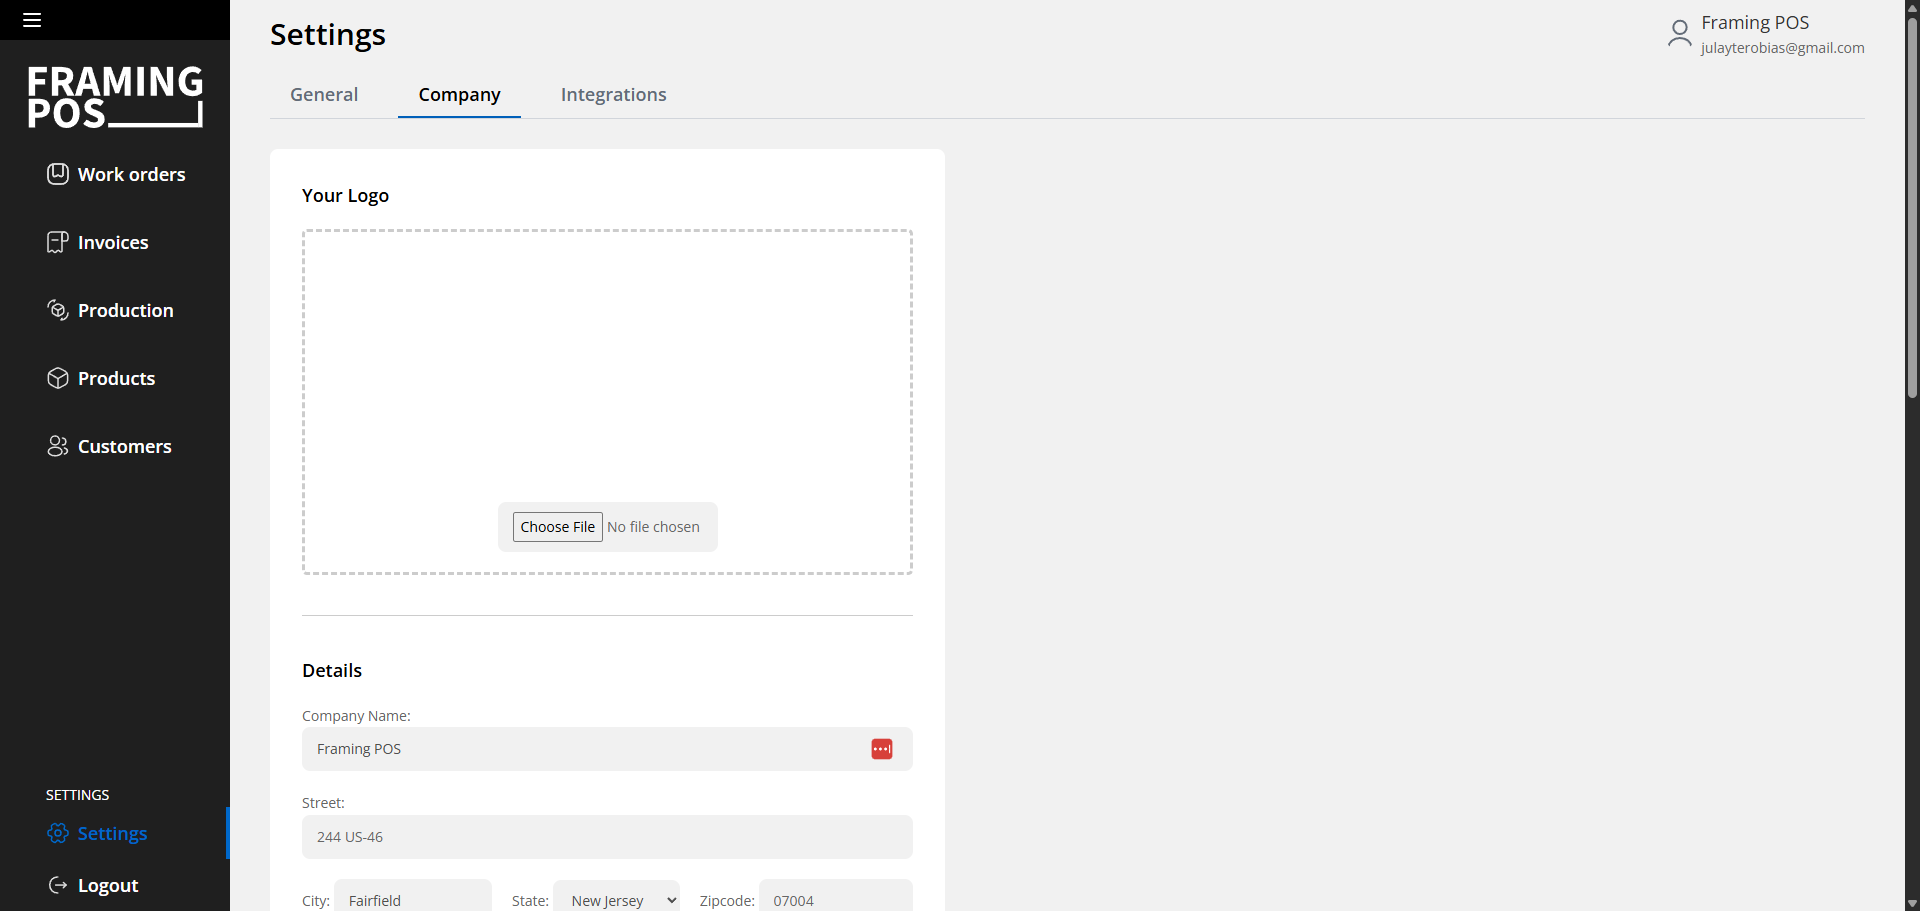 Settings
Framing POS
julayterobias@gmail.com
FRAMING
POS
General
Company
Integrations
Work orders
Invoices
Production
Products
Customers
SETTINGS
Settings
Logout
Your Logo
Choose File No file chosen
Details
Company Name:
Framing POS
Street:
244 US-46
City: Fairfield State: New Jersey Zipcode: 07004